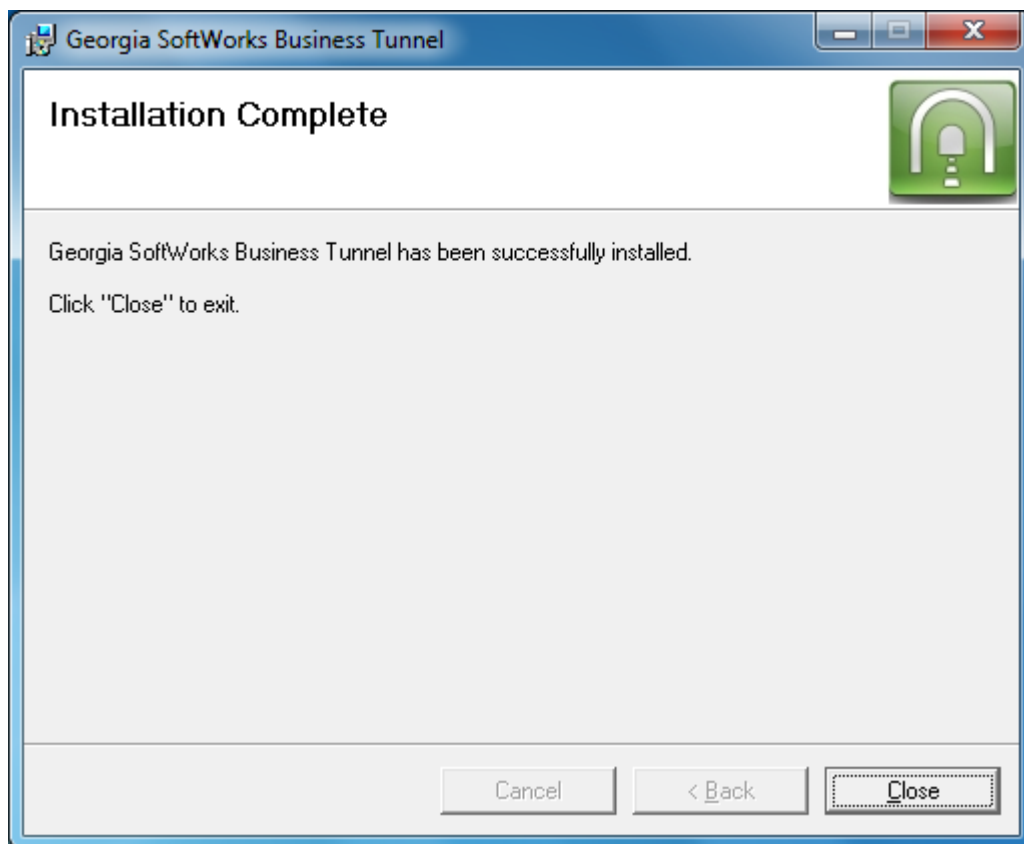 Georgia SoftWorks Business Tunnel
Installation Complete
Georgia SoftWorks Business Tunnel has been successfully installed.
Click "Close" to exit.
Cancel
< Back
Close